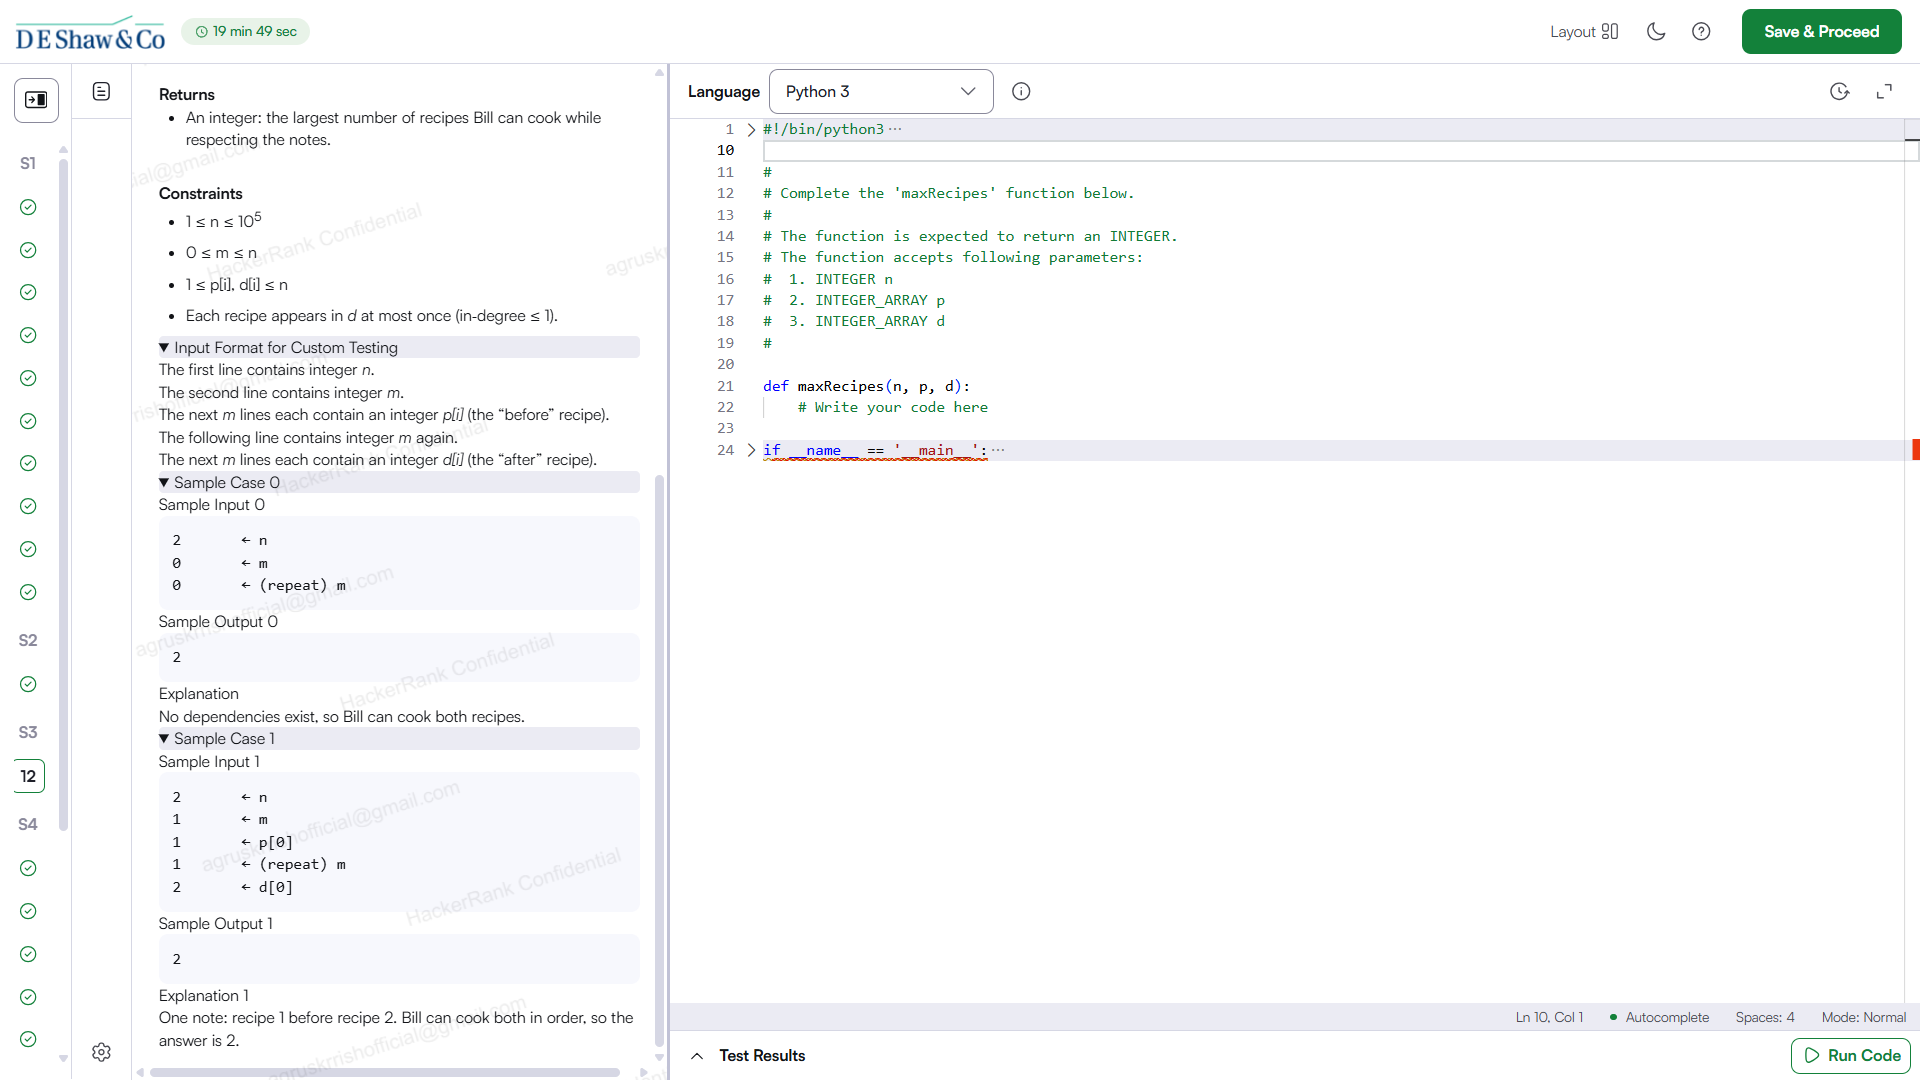 DE Shaw & Co
19 min 49 sec
Layout
Save & Proceed
S1
S2
S3
12
S4
Returns
An integer: the largest number of recipes Bill can cook while
respecting the notes.
Constraints
1 ≤ n ≤ 10^5
0 ≤ m ≤ n
1 ≤ p[i], d[i] ≤ n
Each recipe appears in d at most once (in-degree ≤ 1).
▼ Input Format for Custom Testing
The first line contains integer n.
The second line contains integer m.
The next m lines each contain an integer p[i] (the “before” recipe).
The following line contains integer m again.
The next m lines each contain an integer d[i] (the “after” recipe).
▼ Sample Case 0
Sample Input 0
2 ← n
0 ← m
0 ← (repeat) m
Sample Output 0
2
Explanation
No dependencies exist, so Bill can cook both recipes.
▼ Sample Case 1
Sample Input 1
2 ← n
1 ← m
1 ← p[0]
1 ← (repeat) m
2 ← d[0]
Sample Output 1
2
Explanation 1
One note: recipe 1 before recipe 2. Bill can cook both in order, so the
answer is 2.
HackerRank Confidential
HackerRank Confidential
HackerRank Confidential
Language
Python 3
1 #!/bin/python3 ···
10
11 #
12 # Complete the 'maxRecipes' function below.
13 #
14 # The function is expected to return an INTEGER.
15 # The function accepts following parameters:
16 #  1. INTEGER n
17 #  2. INTEGER_ARRAY p
18 #  3. INTEGER_ARRAY d
19 #
20
21 def maxRecipes(n, p, d):
22     # Write your code here
23
24 if __name__ == '__main__': ···
Ln 10, Col 1
Autocomplete
Spaces: 4
Mode: Normal
Test Results
Run Code